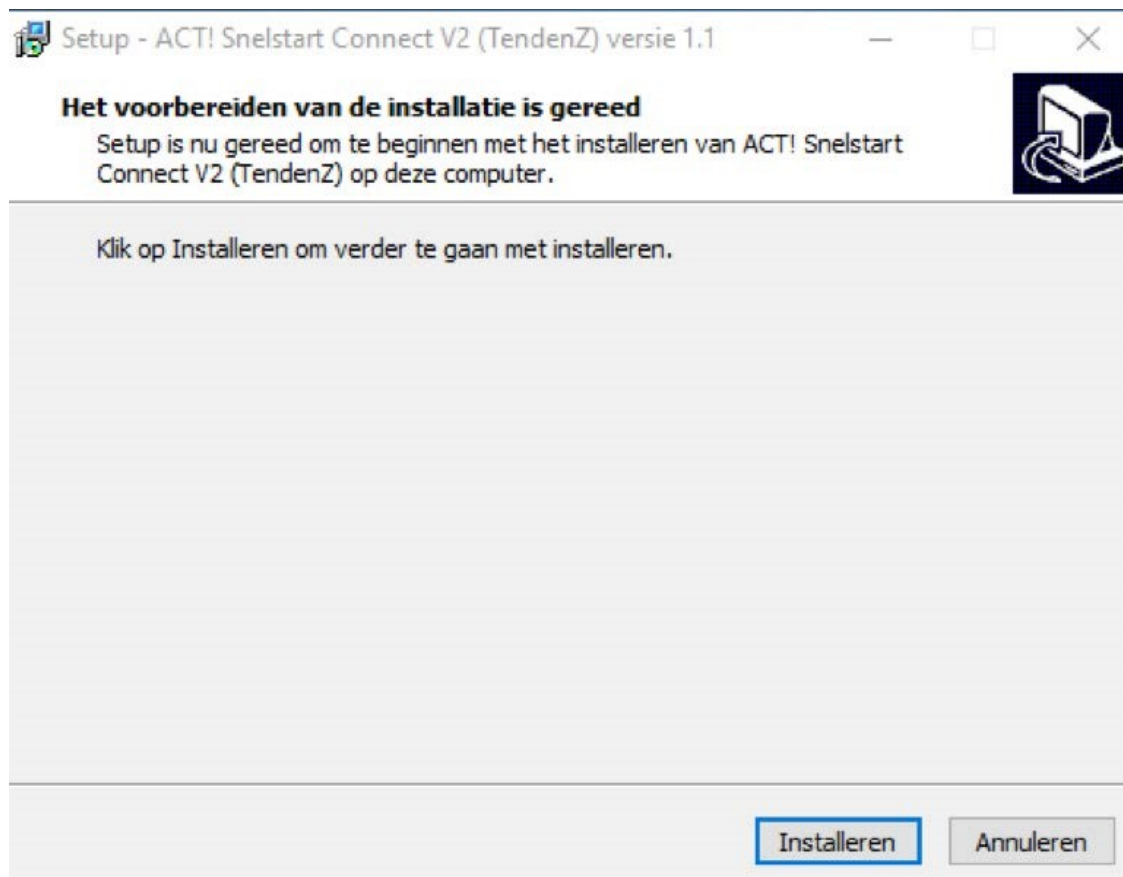 Setup - ACT! Snelstart Connect V2 (TendenZ) versie 1.1
Het voorbereiden van de installatie is gereed
Setup is nu gereed om te beginnen met het installeren van ACT! Snelstart
Connect V2 (TendenZ) op deze computer.
Klik op Installeren om verder te gaan met installeren.
Installeren Annuleren